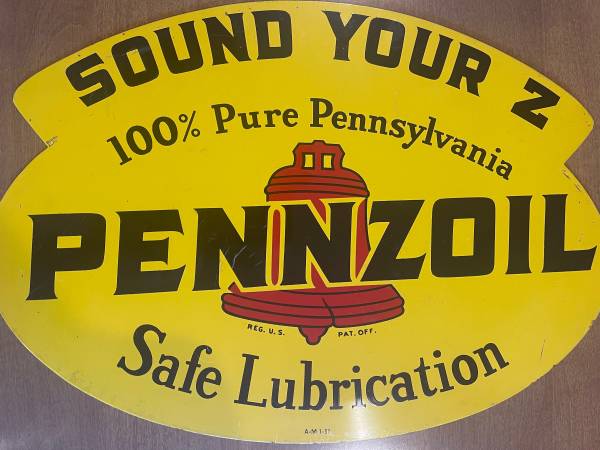 SOUND YOUR Z
100% Pure Pennsylvania
PENNZOIL
REG. U.S. PAT. OFF.
Safe Lubrication